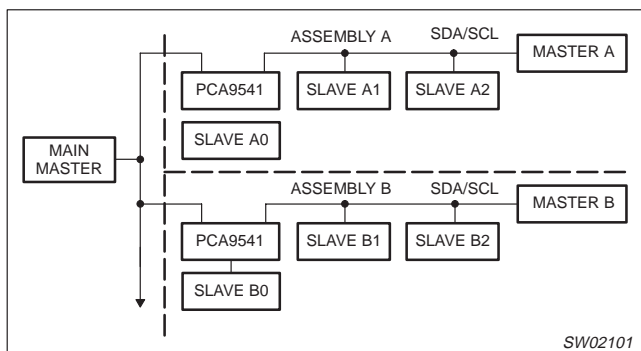 ASSEMBLY A
SDA/SCL
MASTER A
PCA9541
SLAVE A1
SLAVE A2
SLAVE A0
MAIN
MASTER
ASSEMBLY B
SDA/SCL
MASTER B
PCA9541
SLAVE B1
SLAVE B2
SLAVE B0
SW02101